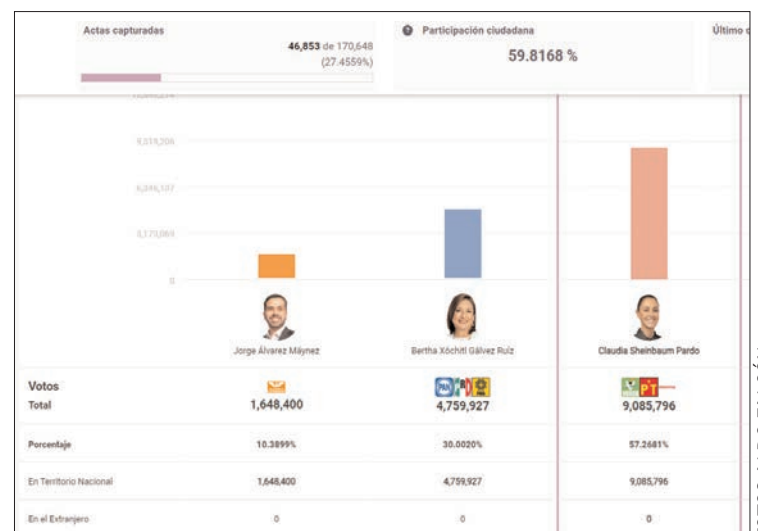 Actas capturadas
46,853 de 170,648
(27.4559%)
Participación ciudadana
59.8168 %
Último
0
Jorge Álvarez Máynez
Bertha Xóchitl Gálvez Ruiz
Claudia Sheinbaum Pardo
Votos
PAN PRD PT
Total
1,648,400
4,759,927
9,085,796
Porcentaje
10.3899%
30.0020%
57.2681%
En Territorio Nacional
1,648,400
4,759,927
9,085,796
En el Extranjero
0
0
0